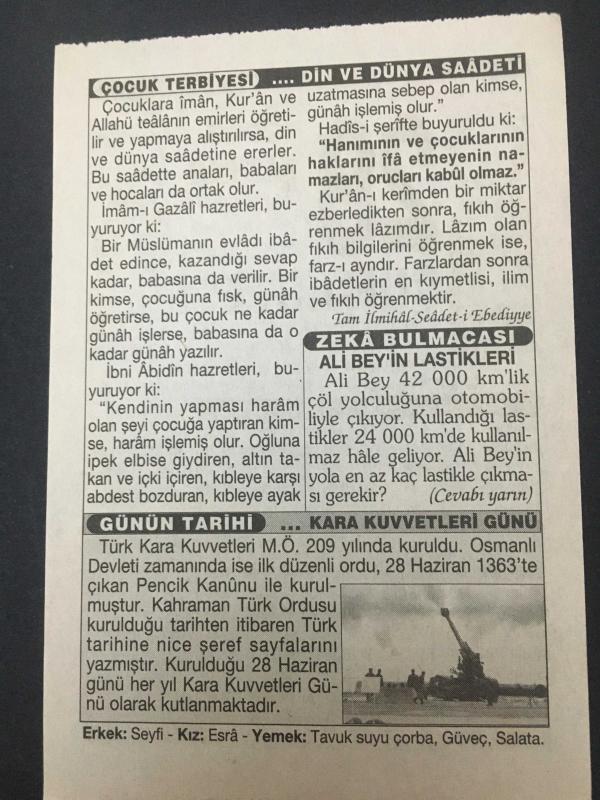 ÇOCUK TERBİYESİ .... DİN VE DÜNYA SAÂDETİ
Çocuklara îmân, Kur'ân ve
Allahü teâlânın emirleri öğreti-
lir ve yapmaya alıştırılırsa, din
ve dünya saâdetine ererler.
Bu saâdette anaları, babaları
ve hocaları da ortak olur.
İmâm-ı Gazâlî hazretleri, bu-
yuruyor ki:
Bir Müslümanın evlâdı ibâ-
det edince, kazandığı sevap
kadar, babasına da verilir. Bir
kimse, çocuğuna fısk, günâh
öğretirse, bu çocuk ne kadar
günâh işlerse, babasına da o
kadar günâh yazılır.
İbni Âbidîn hazretleri, bu-
yuruyor ki:
"Kendinin yapması harâm
olan şeyi çocuğa yaptıran kim-
se, harâm işlemiş olur. Oğluna
ipek elbise giydiren, altın ta-
kan ve içki içiren, kıbleye karşı
abdest bozduran, kıbleye ayak
uzatmasına sebep olan kimse,
günâh işlemiş olur."
Hadîs-i şerîfte buyuruldu ki:
"Hanımının ve çocuklarının
haklarını îfâ etmeyenin na-
mazları, orucları kabûl olmaz."
Kur'ân-ı kerîmden bir miktar
ezberledikten sonra, fıkıh öğ-
renmek lâzımdır. Lâzım olan
fıkıh bilgilerini öğrenmek ise,
farz-ı ayndır. Farzlardan sonra
ibâdetlerin en kıymetlisi, ilim
ve fıkıh öğrenmektir.
Tam İlmihâl-Seâdet-i Ebediyye
ZEKÂ BULMACASI
ALİ BEY'İN LASTİKLERİ
Ali Bey 42 000 km'lik
çöl yolculuğuna otomobi-
liyle çıkıyor. Kullandığı las-
tikler 24 000 km'de kullanıl-
maz hâle geliyor. Ali Bey'in
yola en az kaç lastikle çıkma-
sı gerekir? (Cevabı yarın)
GÜNÜN TARİHİ ... KARA KUVVETLERİ GÜNÜ
Türk Kara Kuvvetleri M.Ö. 209 yılında kuruldu. Osmanlı
Devleti zamanında ise ilk düzenli ordu, 28 Haziran 1363'te
çıkan Pencik Kanûnu ile kurul-
muştur. Kahraman Türk Ordusu
kurulduğu tarihten itibaren Türk
tarihine nice şeref sayfalarını
yazmıştır. Kurulduğu 28 Haziran
günü her yıl Kara Kuvvetleri Gü-
nü olarak kutlanmaktadır.
Erkek: Seyfi - Kız: Esrâ - Yemek: Tavuk suyu çorba, Güveç, Salata.